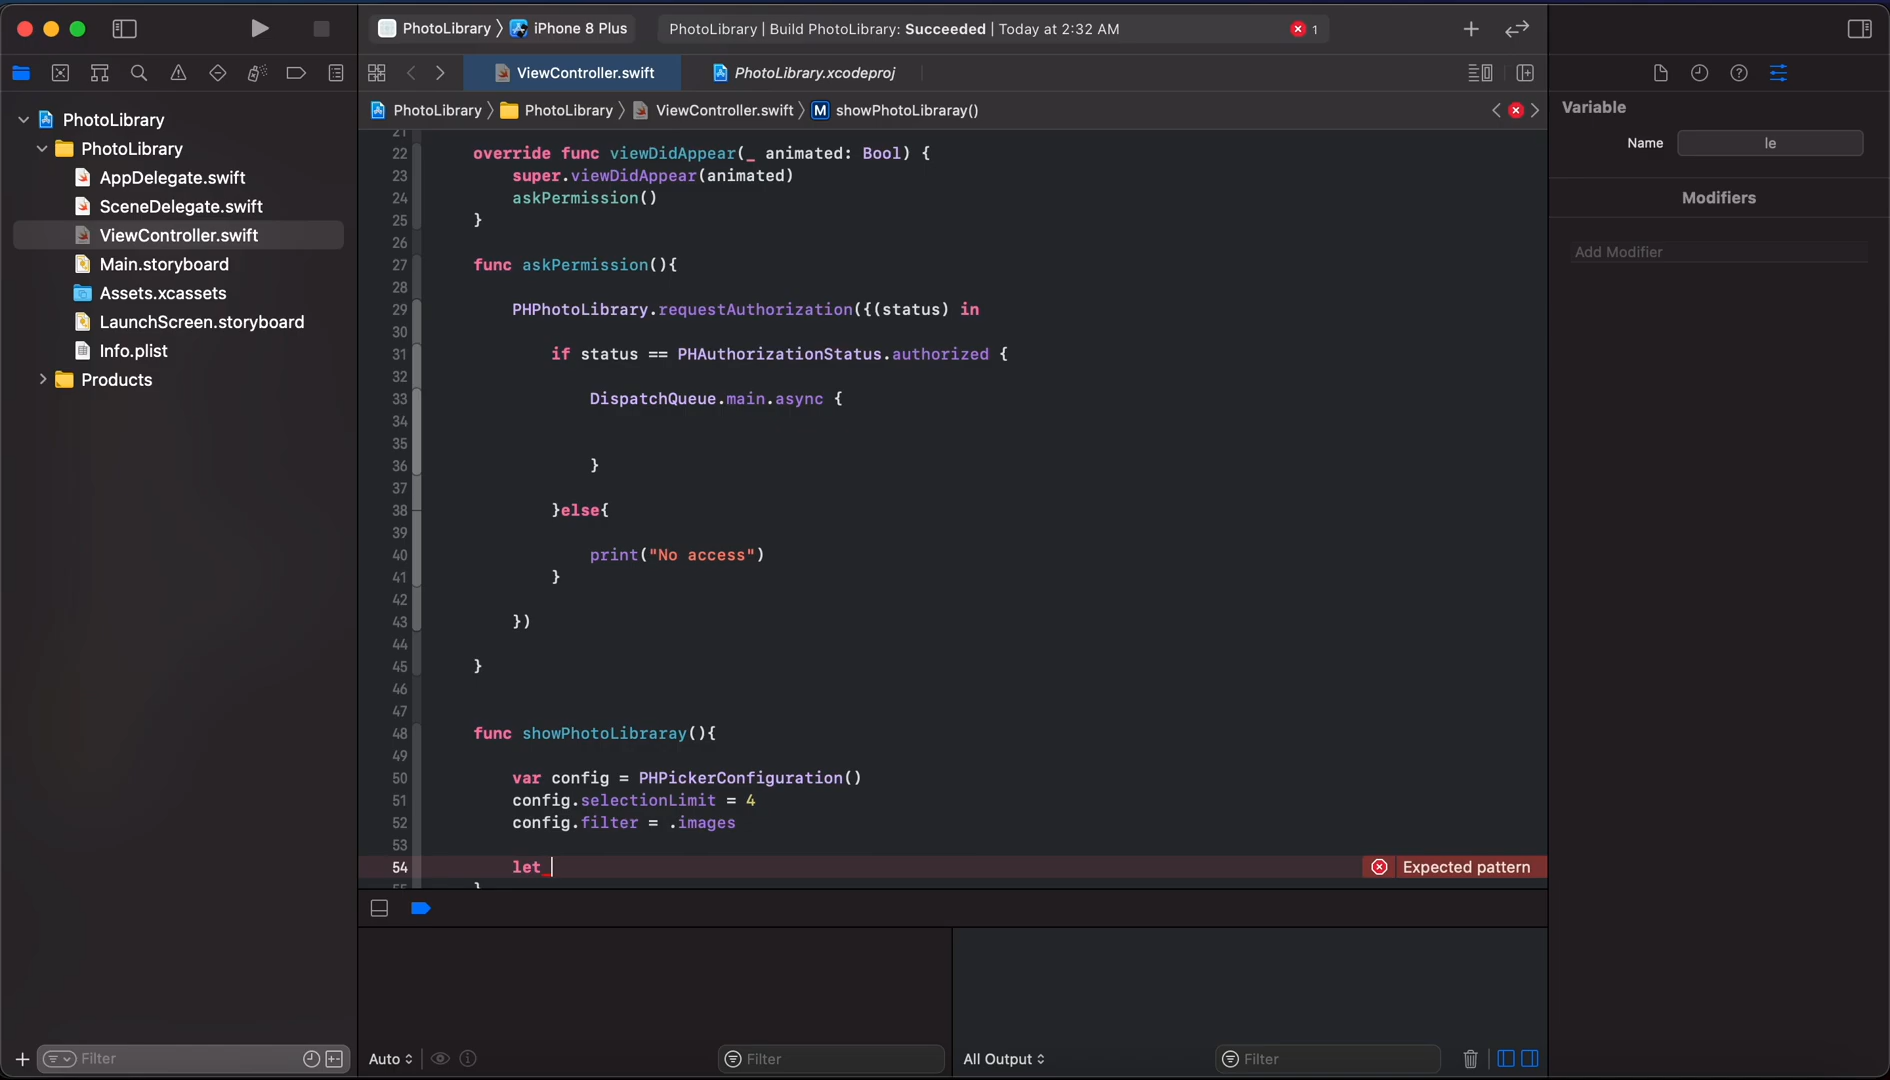 PhotoLibrary iPhone 8 Plus
PhotoLibrary | Build PhotoLibrary: Succeeded | Today at 2:32 AM
1
ViewController.swift
PhotoLibrary.xcodeproj
PhotoLibrary
PhotoLibrary
AppDelegate.swift
SceneDelegate.swift
ViewController.swift
Main.storyboard
Assets.xcassets
LaunchScreen.storyboard
Info.plist
Products
Filter
PhotoLibrary PhotoLibrary ViewController.swift M showPhotoLibraray()
21
22 override func viewDidAppear(_ animated: Bool) {
23 super.viewDidAppear(animated)
24 askPermission()
25 }
26
27 func askPermission(){
28
29 PHPhotoLibrary.requestAuthorization({(status) in
30
31 if status == PHAuthorizationStatus.authorized {
32
33 DispatchQueue.main.async {
34
35
36 }
37
38 }else{
39
40 print("No access")
41 }
42
43 })
44
45 }
46
47
48 func showPhotoLibraray(){
49
50 var config = PHPickerConfiguration()
51 config.selectionLimit = 4
52 config.filter = .images
53
54 let
Expected pattern
55 }
Auto
Filter
All Output
Filter
Variable
Name le
Modifiers
Add Modifier